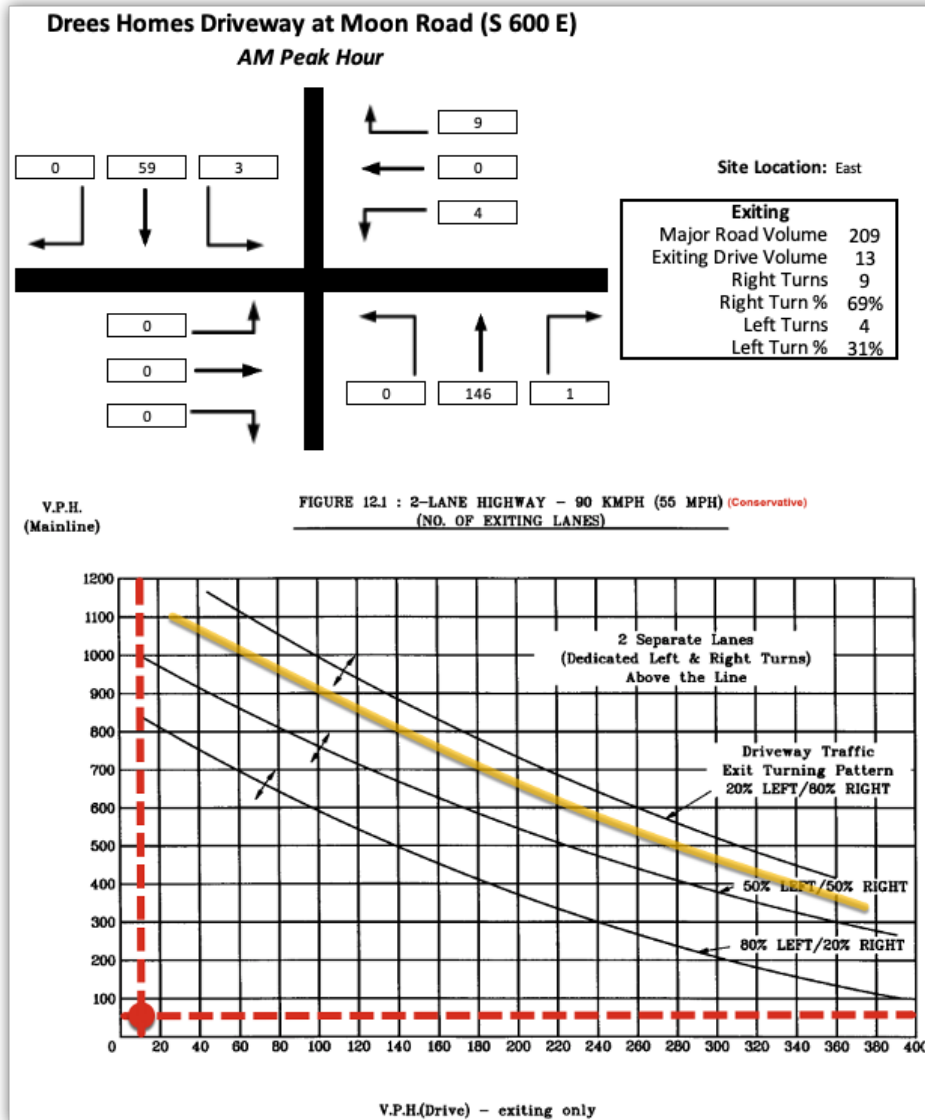 Drees Homes Driveway at Moon Road (S 600 E)
AM Peak Hour
9
0
4
0 59 3
0
0
0
0 146 1
Site Location: East
Exiting
Major Road Volume 209
Exiting Drive Volume 13
Right Turns 9
Right Turn % 69%
Left Turns 4
Left Turn % 31%
V.P.H.
(Mainline)
FIGURE 12.1 : 2-LANE HIGHWAY - 90 KMPH (55 MPH) (Conservative)
(NO. OF EXITING LANES)
1200
1100
1000
900
800
700
600
500
400
300
200
100
2 Separate Lanes
(Dedicated Left & Right Turns)
Above the Line
Driveway Traffic
Exit Turning Pattern
20% LEFT/80% RIGHT
50% LEFT/50% RIGHT
80% LEFT/20% RIGHT
0 20 40 60 80 100 120 140 160 180 200 220 240 260 280 300 320 340 360 380 400
V.P.H.(Drive) - exiting only